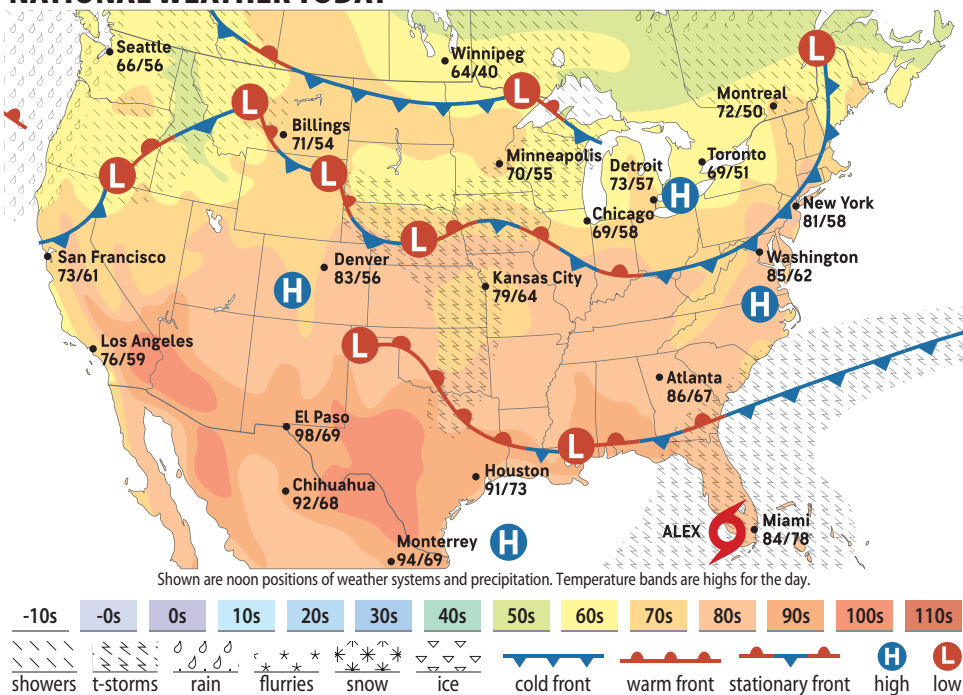 NATIONAL WEATHER TODAY
Seattle
66/56
Winnipeg
64/40
L
L
L
Montreal
72/50
Billings
71/54
Minneapolis
70/55
Detroit
73/57
Toronto
69/51
L
L
H
Chicago
69/58
New York
81/58
L
San Francisco
73/61
Denver
83/56
Washington
85/62
H
Kansas City
79/64
H
Los Angeles
76/59
L
Atlanta
86/67
El Paso
98/69
L
Houston
91/73
Chihuahua
92/68
ALEX
Miami
84/78
Monterrey
94/69
H
Shown are noon positions of weather systems and precipitation. Temperature bands are highs for the day.
-10s -0s 0s 10s 20s 30s 40s 50s 60s 70s 80s 90s 100s 110s
H L
showers t-storms rain flurries snow ice cold front warm front stationary front high low